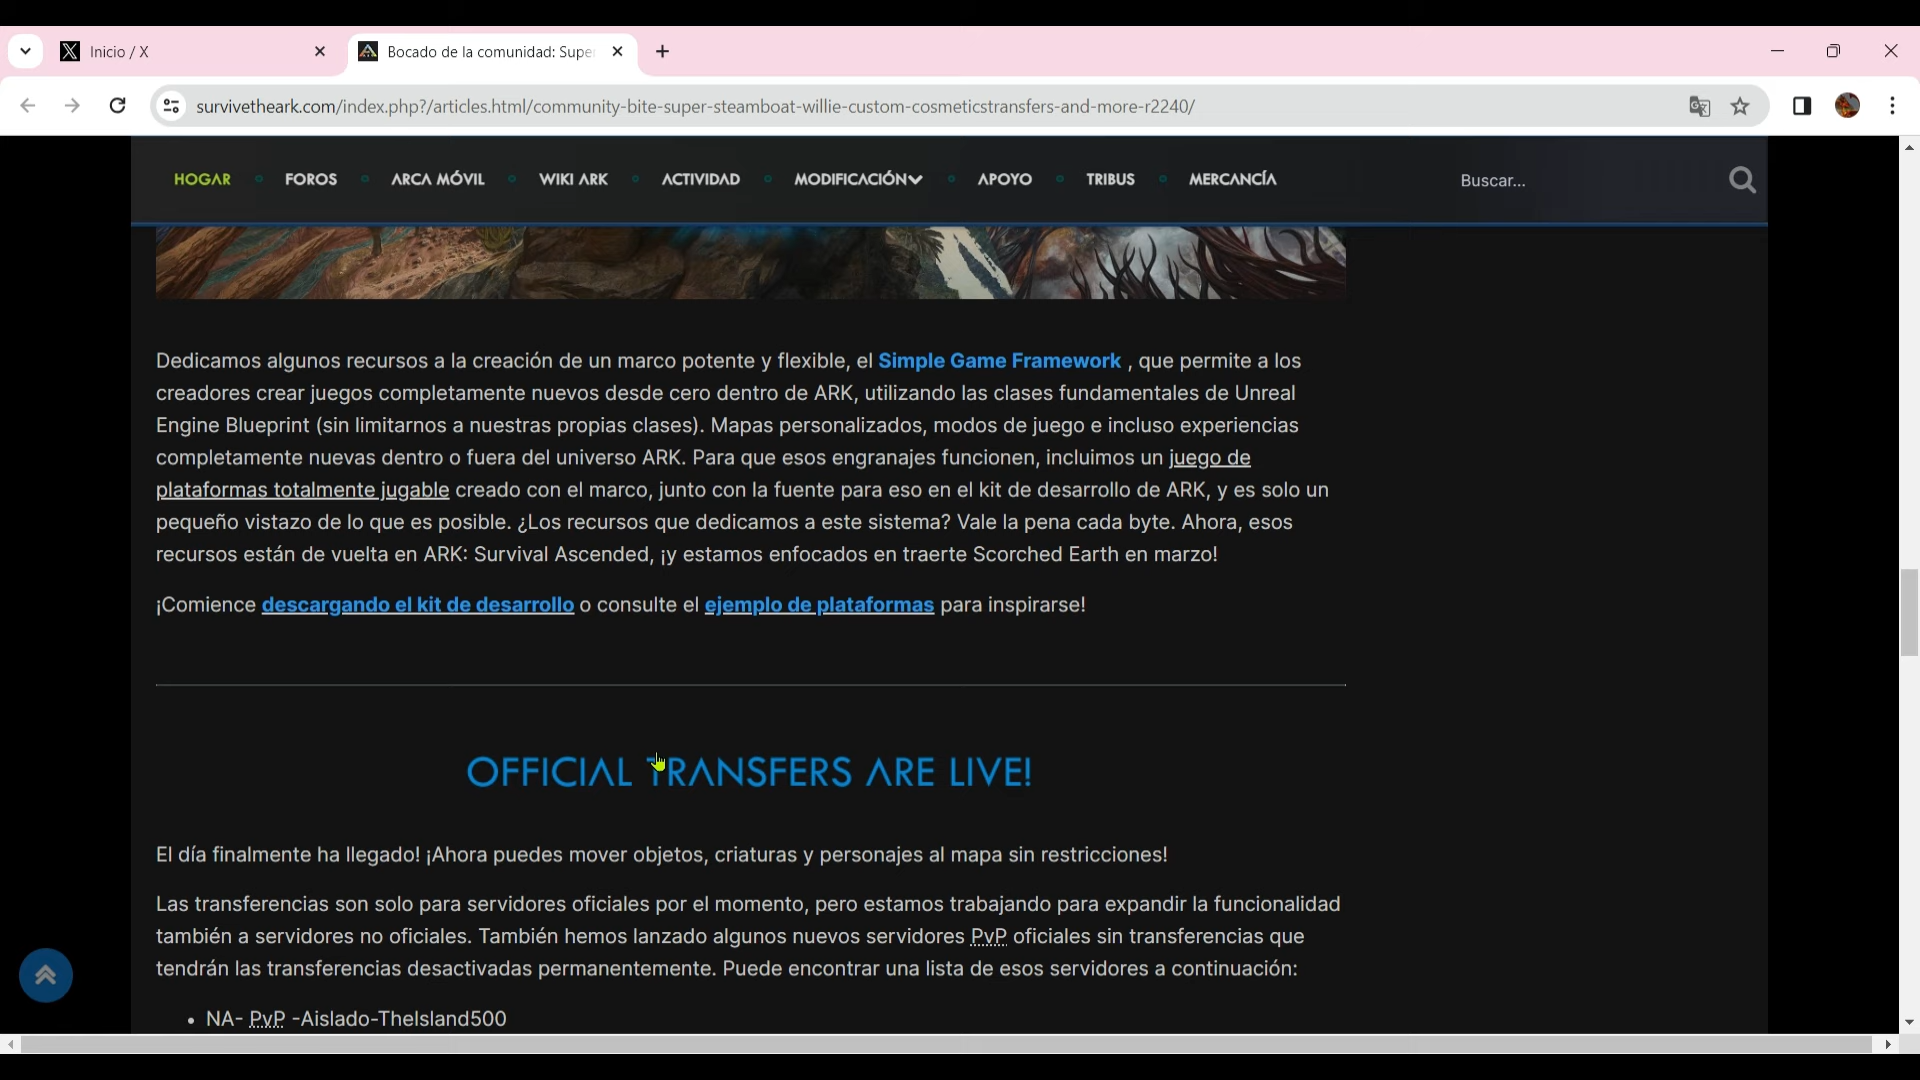 Inicio / X
Bocado de la comunidad: Supe
survivetheark.com/index.php?/articles.html/community-bite-super-steamboat-willie-custom-cosmeticstransfers-and-more-r2240/
HOGAR FOROS ARCA MÓVIL WIKI ARK ACTIVIDAD MODIFICACIÓN APOYO TRIBUS MERCANCÍA Buscar...
Dedicamos algunos recursos a la creación de un marco potente y flexible, el Simple Game Framework , que permite a los
creadores crear juegos completamente nuevos desde cero dentro de ARK, utilizando las clases fundamentales de Unreal
Engine Blueprint (sin limitarnos a nuestras propias clases). Mapas personalizados, modos de juego e incluso experiencias
completamente nuevas dentro o fuera del universo ARK. Para que esos engranajes funcionen, incluimos un juego de
plataformas totalmente jugable creado con el marco, junto con la fuente para eso en el kit de desarrollo de ARK, y es solo un
pequeño vistazo de lo que es posible. ¿Los recursos que dedicamos a este sistema? Vale la pena cada byte. Ahora, esos
recursos están de vuelta en ARK: Survival Ascended, ¡y estamos enfocados en traerte Scorched Earth en marzo!
¡Comience descargando el kit de desarrollo o consulte el ejemplo de plataformas para inspirarse!
OFFICIAL TRANSFERS ARE LIVE!
El día finalmente ha llegado! ¡Ahora puedes mover objetos, criaturas y personajes al mapa sin restricciones!
Las transferencias son solo para servidores oficiales por el momento, pero estamos trabajando para expandir la funcionalidad
también a servidores no oficiales. También hemos lanzado algunos nuevos servidores PvP oficiales sin transferencias que
tendrán las transferencias desactivadas permanentemente. Puede encontrar una lista de esos servidores a continuación:
• NA- PvP -Aislado-TheIsland500